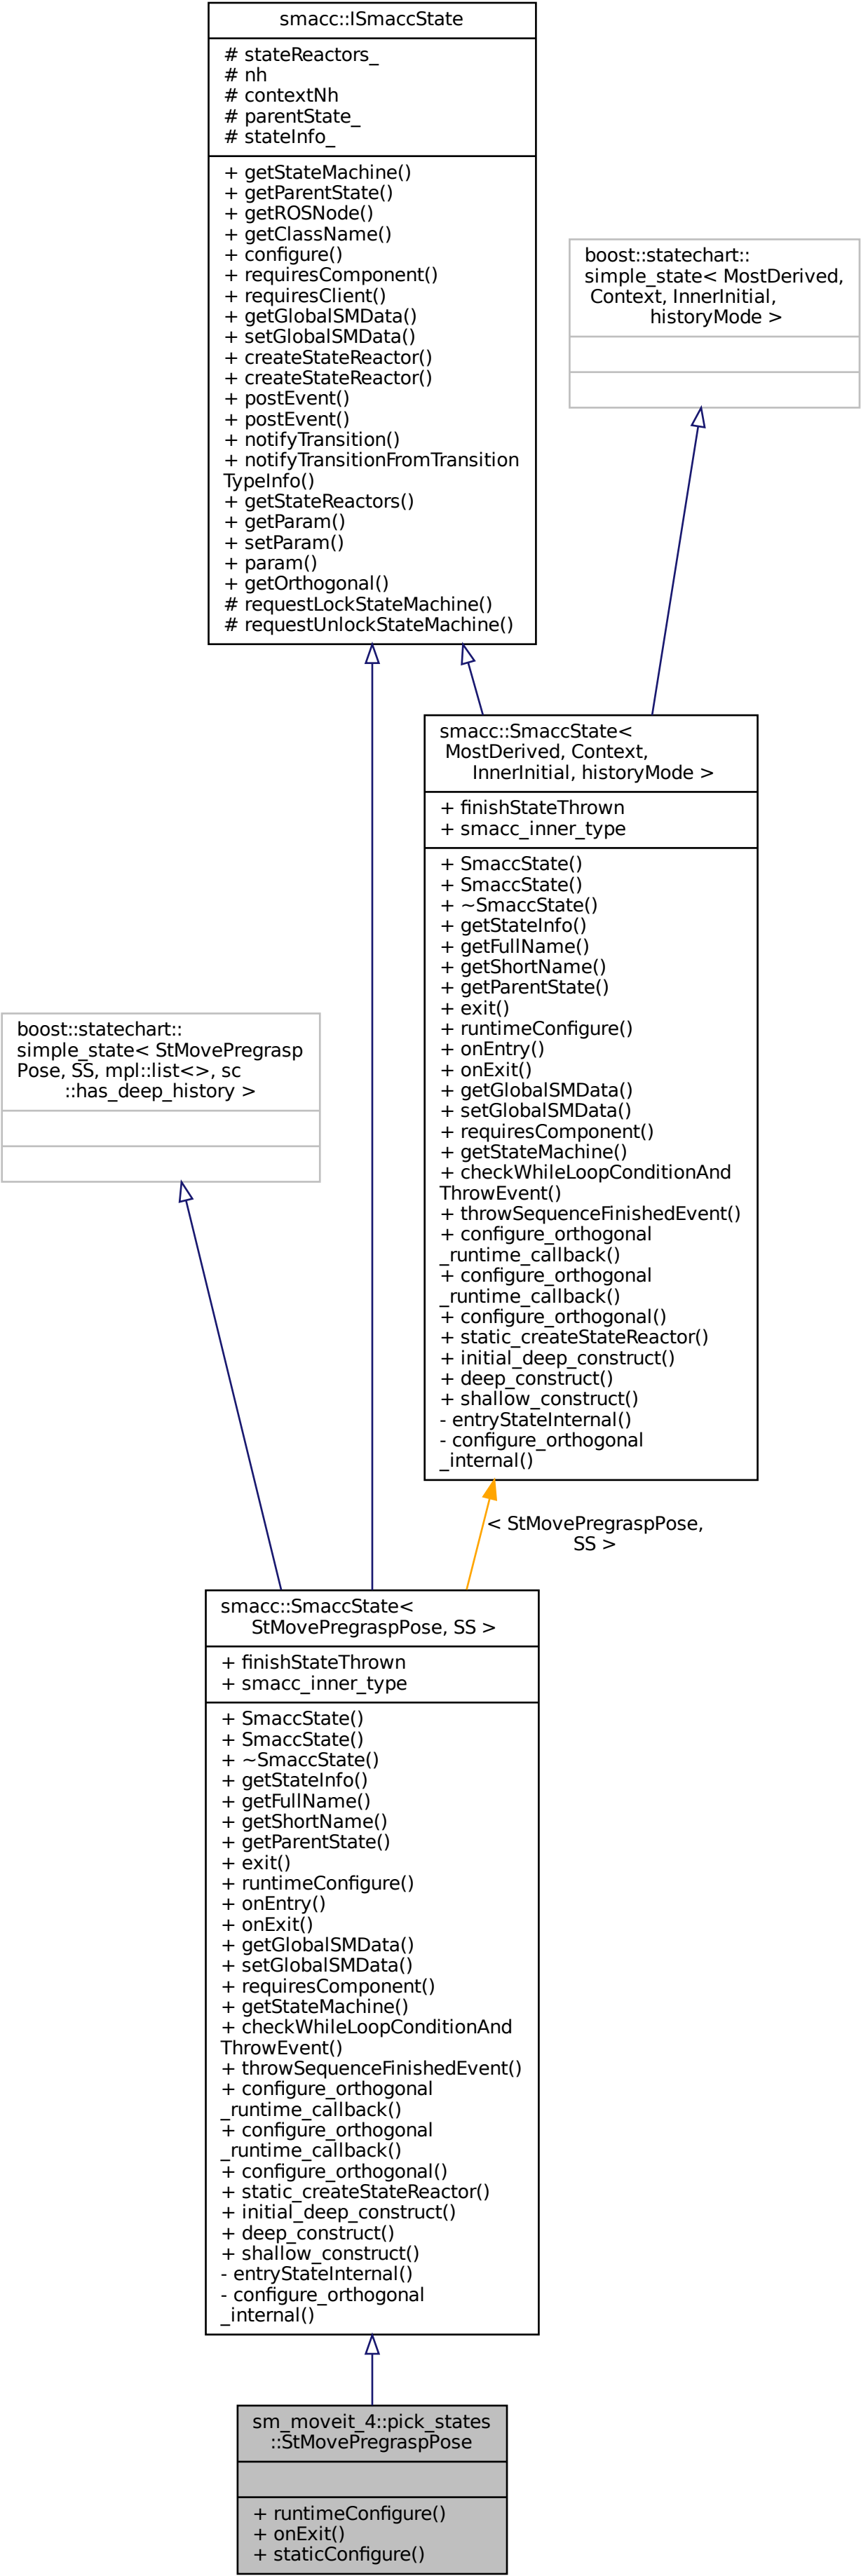 smacc::ISmaccState
# stateReactors_
# nh
# contextNh
# parentState_
# stateInfo_
+ getStateMachine()
+ getParentState()
+ getROSNode()
+ getClassName()
+ configure()
+ requiresComponent()
+ requiresClient()
+ getGlobalSMData()
+ setGlobalSMData()
+ createStateReactor()
+ createStateReactor()
+ postEvent()
+ postEvent()
+ notifyTransition()
+ notifyTransitionFromTransition
TypeInfo()
+ getStateReactors()
+ getParam()
+ setParam()
+ param()
+ getOrthogonal()
# requestLockStateMachine()
# requestUnlockStateMachine()
boost::statechart::
simple_state< MostDerived,
Context, InnerInitial,
historyMode >
smacc::SmaccState<
MostDerived, Context,
InnerInitial, historyMode >
+ finishStateThrown
+ smacc_inner_type
+ SmaccState()
+ SmaccState()
+ ~SmaccState()
+ getStateInfo()
+ getFullName()
+ getShortName()
+ getParentState()
+ exit()
+ runtimeConfigure()
+ onEntry()
+ onExit()
+ getGlobalSMData()
+ setGlobalSMData()
+ requiresComponent()
+ getStateMachine()
+ checkWhileLoopConditionAnd
ThrowEvent()
+ throwSequenceFinishedEvent()
+ configure_orthogonal
_runtime_callback()
+ configure_orthogonal
_runtime_callback()
+ configure_orthogonal()
+ static_createStateReactor()
+ initial_deep_construct()
+ deep_construct()
+ shallow_construct()
- entryStateInternal()
- configure_orthogonal
_internal()
boost::statechart::
simple_state< StMovePregrasp
Pose, SS, mpl::list<>, sc
::has_deep_history >
< StMovePregraspPose,
SS >
smacc::SmaccState<
StMovePregraspPose, SS >
+ finishStateThrown
+ smacc_inner_type
+ SmaccState()
+ SmaccState()
+ ~SmaccState()
+ getStateInfo()
+ getFullName()
+ getShortName()
+ getParentState()
+ exit()
+ runtimeConfigure()
+ onEntry()
+ onExit()
+ getGlobalSMData()
+ setGlobalSMData()
+ requiresComponent()
+ getStateMachine()
+ checkWhileLoopConditionAnd
ThrowEvent()
+ throwSequenceFinishedEvent()
+ configure_orthogonal
_runtime_callback()
+ configure_orthogonal
_runtime_callback()
+ configure_orthogonal()
+ static_createStateReactor()
+ initial_deep_construct()
+ deep_construct()
+ shallow_construct()
- entryStateInternal()
- configure_orthogonal
_internal()
sm_moveit_4::pick_states
::StMovePregraspPose
+ runtimeConfigure()
+ onExit()
+ staticConfigure()